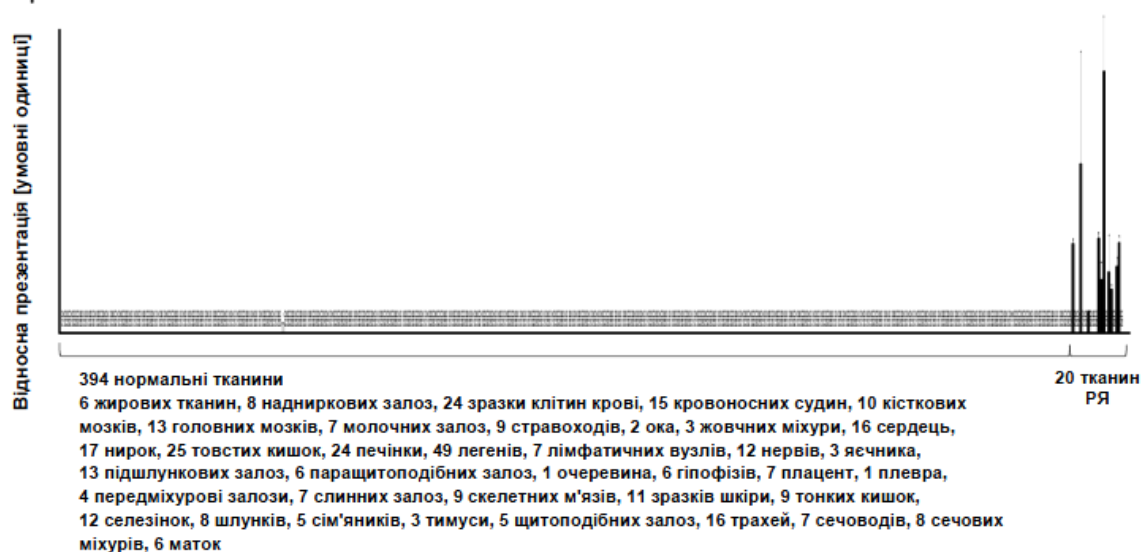 Відносна презентація [умовні одиниці]
394 нормальні тканини
20 тканин
РЯ
6 жирових тканин, 8 надниркових залоз, 24 зразки клітин крові, 15 кровоносних судин, 10 кісткових
мозків, 13 головних мозків, 7 молочних залоз, 9 стравоходів, 2 ока, 3 жовчних міхури, 16 сердець,
17 нирок, 25 товстих кишок, 24 печінки, 49 легенів, 7 лімфатичних вузлів, 12 нервів, 3 яєчника,
13 підшлункових залоз, 6 паращитоподібних залоз, 1 очеревина, 6 гіпофізів, 7 плацент, 1 плевра,
4 передміхурові залози, 7 слинних залоз, 9 скелетних м'язів, 11 зразків шкіри, 9 тонких кишок,
12 селезінок, 8 шлунків, 5 сім'яників, 3 тимуси, 5 щитоподібних залоз, 16 трахей, 7 сечоводів, 8 сечових
міхурів, 6 маток